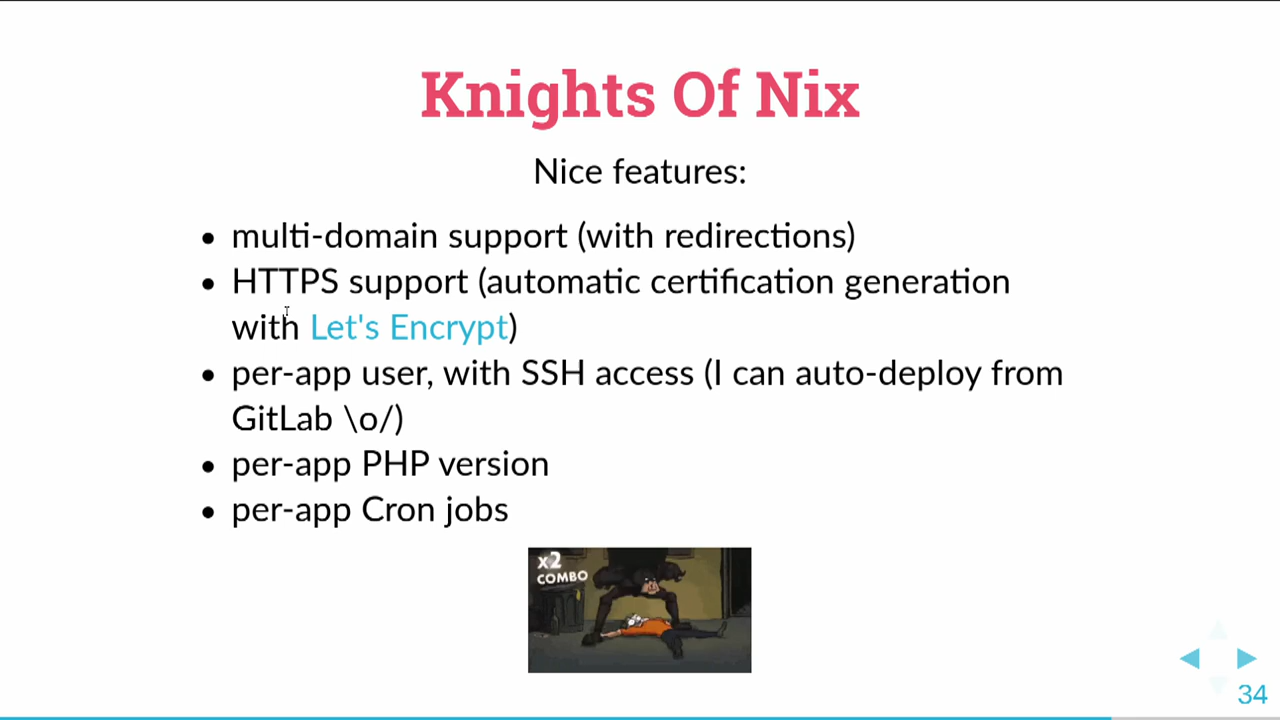 Knights Of Nix
Nice features:
• multi-domain support (with redirections)
• HTTPS support (automatic certification generation
with Let's Encrypt)
• per-app user, with SSH access (I can auto-deploy from
GitLab \o/)
• per-app PHP version
• per-app Cron jobs
x2
COMBO
34